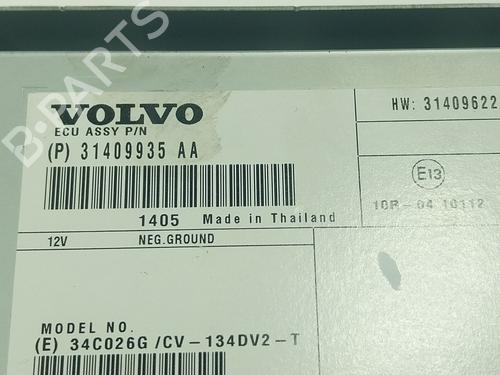 VOLVO
ECU ASSY P/N
(P) 31409935 AA
1405 Made in Thailand
12V NEG.GROUND
MODEL NO.
(E) 34C026G /CV-134DV2-T
HW: 31409622
E13
10R-04 10112
B-PARTS